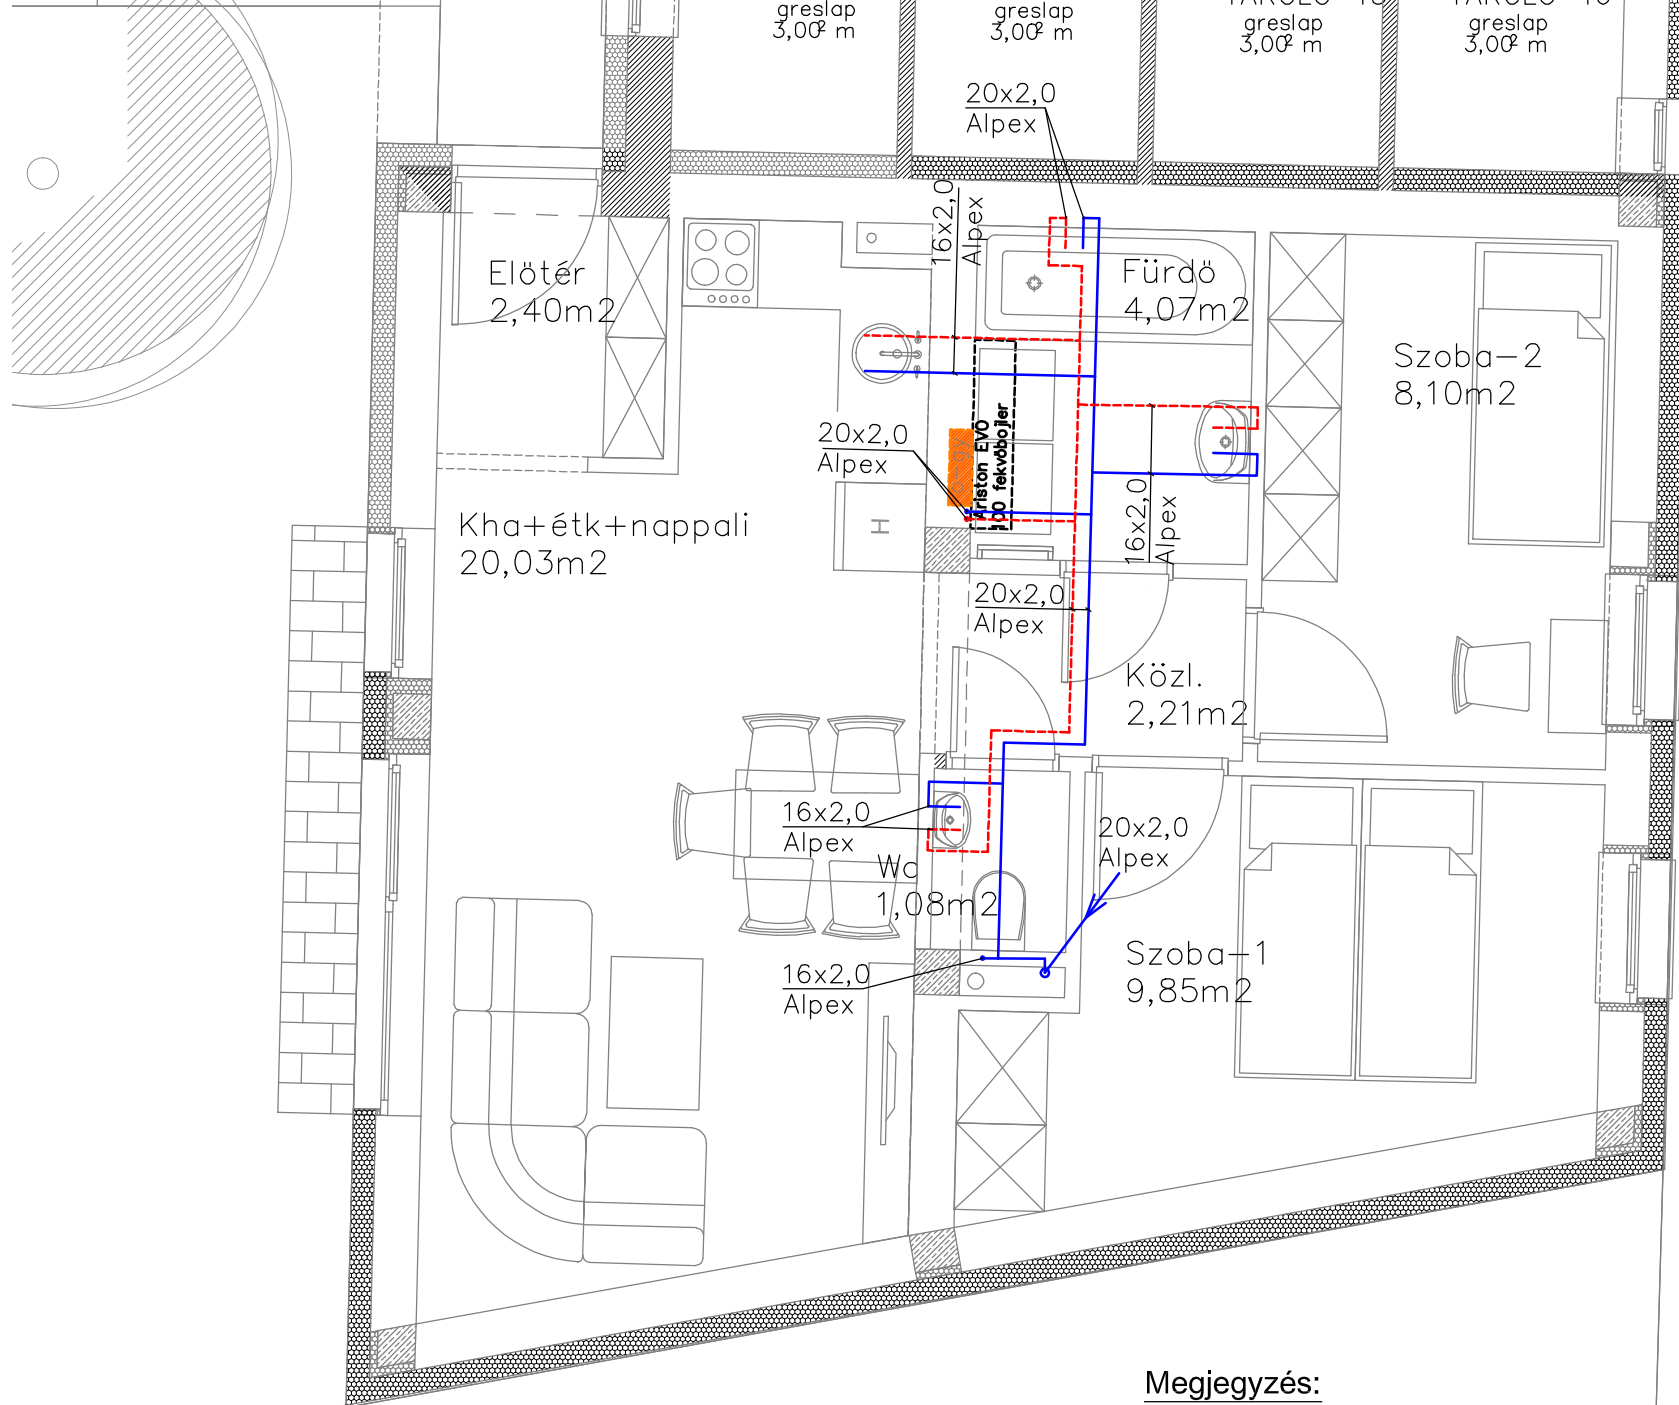 greslap
3,00² m
greslap
3,00² m
greslap
3,00² m
greslap
3,00² m
20x2,0
Alpex
16x2,0
Alpex
Előtér
2,40m2
Fürdő
4,07m2
Szoba-2
8,10m2
20x2,0
Alpex
Ariston EVO
100 fekvőbojler
Kha+étk+nappali
20,03m2
H
16x2,0
Alpex
20x2,0
Alpex
Közl.
2,21m2
16x2,0
Alpex
Wc
1,08m2
20x2,0
Alpex
16x2,0
Alpex
Szoba-1
9,85m2
Megjegyzés: